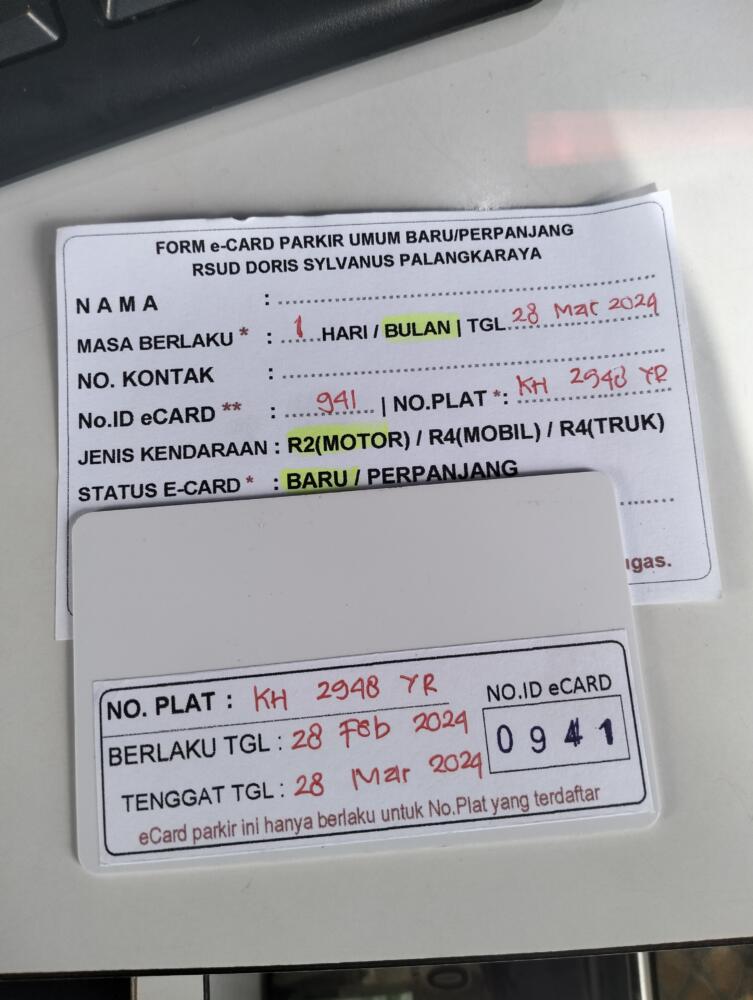 FORM e-CARD PARKIR UMUM BARU/PERPANJANG
RSUD DORIS SYLVANUS PALANGKARAYA
NAMA :
MASA BERLAKU * : 1 HARI / BULAN | TGL 28 Mar 2024
NO. KONTAK :
No.ID eCARD ** : 941 | NO.PLAT *: KH 2948 YR
JENIS KENDARAAN : R2(MOTOR) / R4(MOBIL) / R4(TRUK)
STATUS E-CARD * : BARU / PERPANJANG
igas.
NO. PLAT : KH 2948 YR
NO.ID eCARD
0941
BERLAKU TGL : 28 Feb 2024
TENGGAT TGL : 28 Mar 2024
eCard parkir ini hanya berlaku untuk No.Plat yang terdaftar